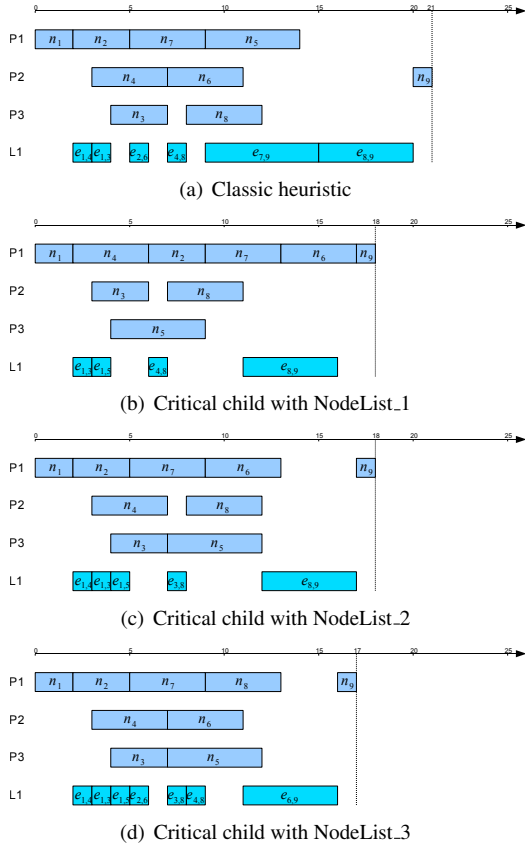 0 5 10 15 20 21 25
P1 n1 n2 n7 n5
P2 n4 n6 n9
P3 n3 n8
L1 e1,4 e1,3 e2,6 e4,8 e7,9 e8,9
(a) Classic heuristic
0 5 10 15 18 20 25
P1 n1 n4 n2 n7 n6 n9
P2 n3 n8
P3 n5
L1 e1,3 e1,5 e4,8 e8,9
(b) Critical child with NodeList_1
0 5 10 15 18 20 25
P1 n1 n2 n7 n6 n9
P2 n4 n8
P3 n3 n5
L1 e1,4 e1,3 e1,5 e3,8 e8,9
(c) Critical child with NodeList_2
0 5 10 15 17 20 25
P1 n1 n2 n7 n8 n9
P2 n4 n6
P3 n3 n5
L1 e1,4 e1,3 e1,5 e2,6 e3,8 e4,8 e6,9
(d) Critical child with NodeList_3